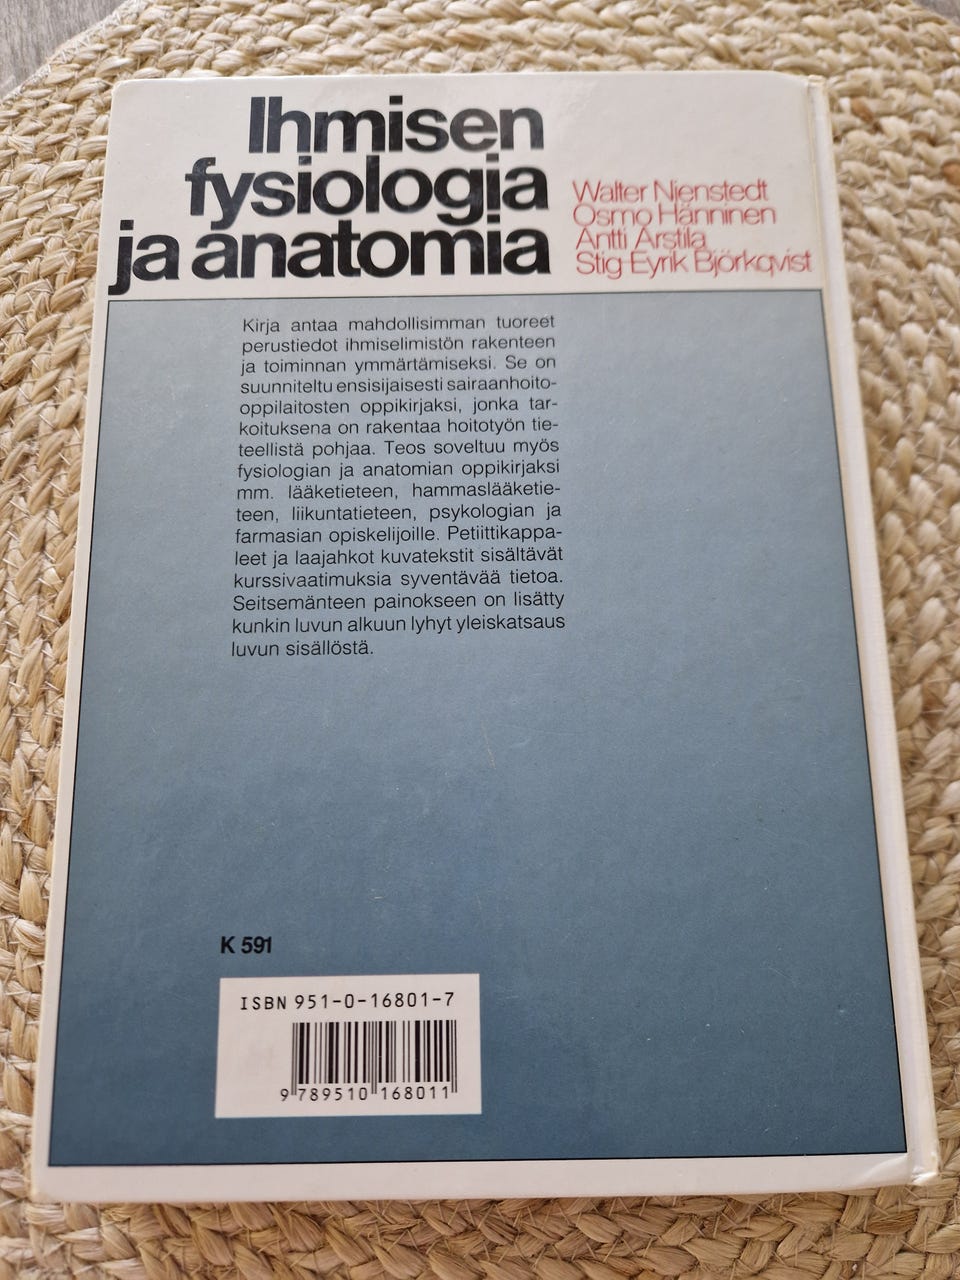 Ihmisen
fysiologia
ja anatomia
Walter Nienstedt
Osmo Hänninen
Antti Arstila
Stig-Eyrik Björkqvist
Kirja antaa mahdollisimman tuoreet
perustiedot ihmiselimistön rakenteen
ja toiminnan ymmärtämiseksi. Se on
suunniteltu ensisijaisesti sairaanhoito-
oppilaitosten oppikirjaksi, jonka tar-
koituksena on rakentaa hoitotyön tie-
teellistä pohjaa. Teos soveltuu myös
fysiologian ja anatomian oppikirjaksi
mm. lääketieteen, hammaslääketie-
teen, liikuntatieteen, psykologian ja
farmasian opiskelijoille. Petiittikappa-
leet ja laajahkot kuvatekstit sisältävät
kurssivaatimuksia syventävää tietoa.
Seitsemänteen painokseen on lisätty
kunkin luvun alkuun lyhyt yleiskatsaus
luvun sisällöstä.
K 591
ISBN 951-0-16801-7
9 789510 168011